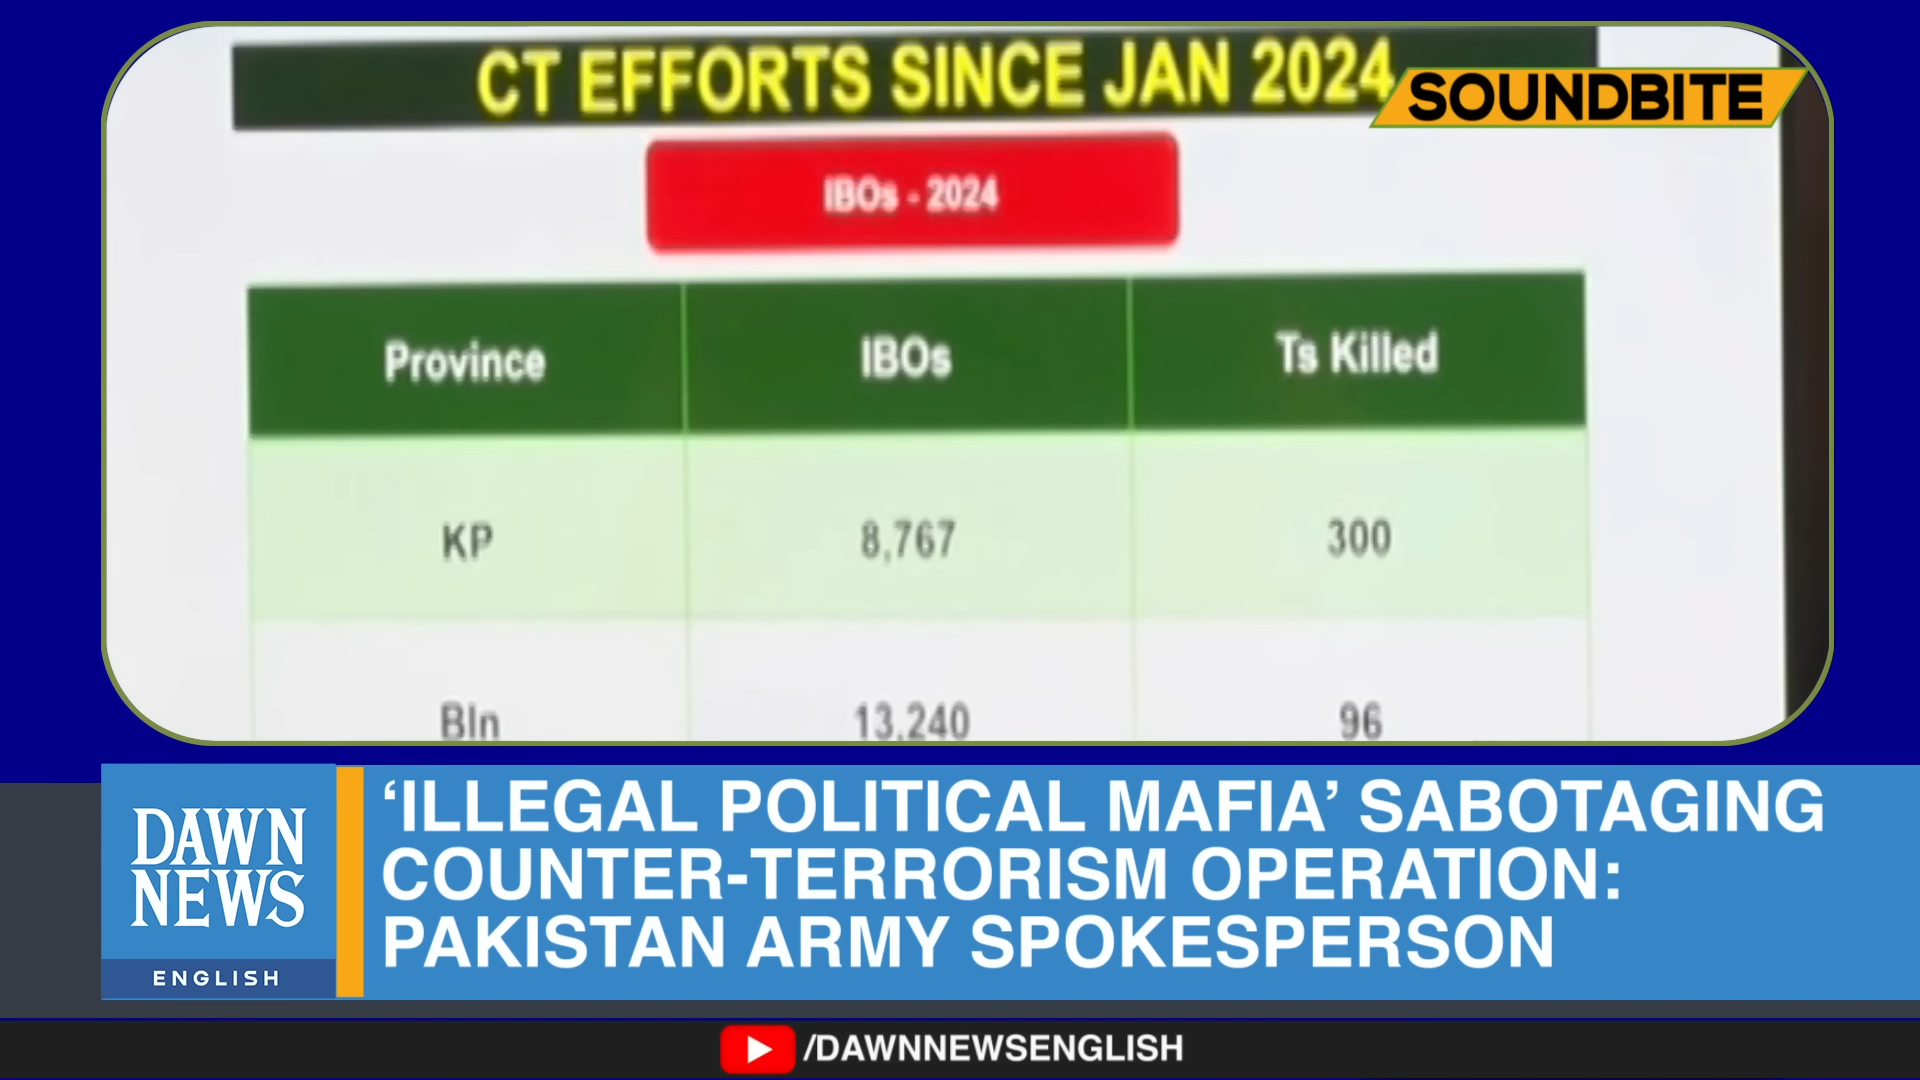 CT EFFORTS SINCE JAN 2024
SOUNDBITE
IBOs - 2024
Province IBOs Ts Killed
KP 8,767 300
Bln 13,240 96
DAWN
NEWS
ENGLISH
‘ILLEGAL POLITICAL MAFIA’ SABOTAGING
COUNTER-TERRORISM OPERATION:
PAKISTAN ARMY SPOKESPERSON
/DAWNNEWSENGLISH